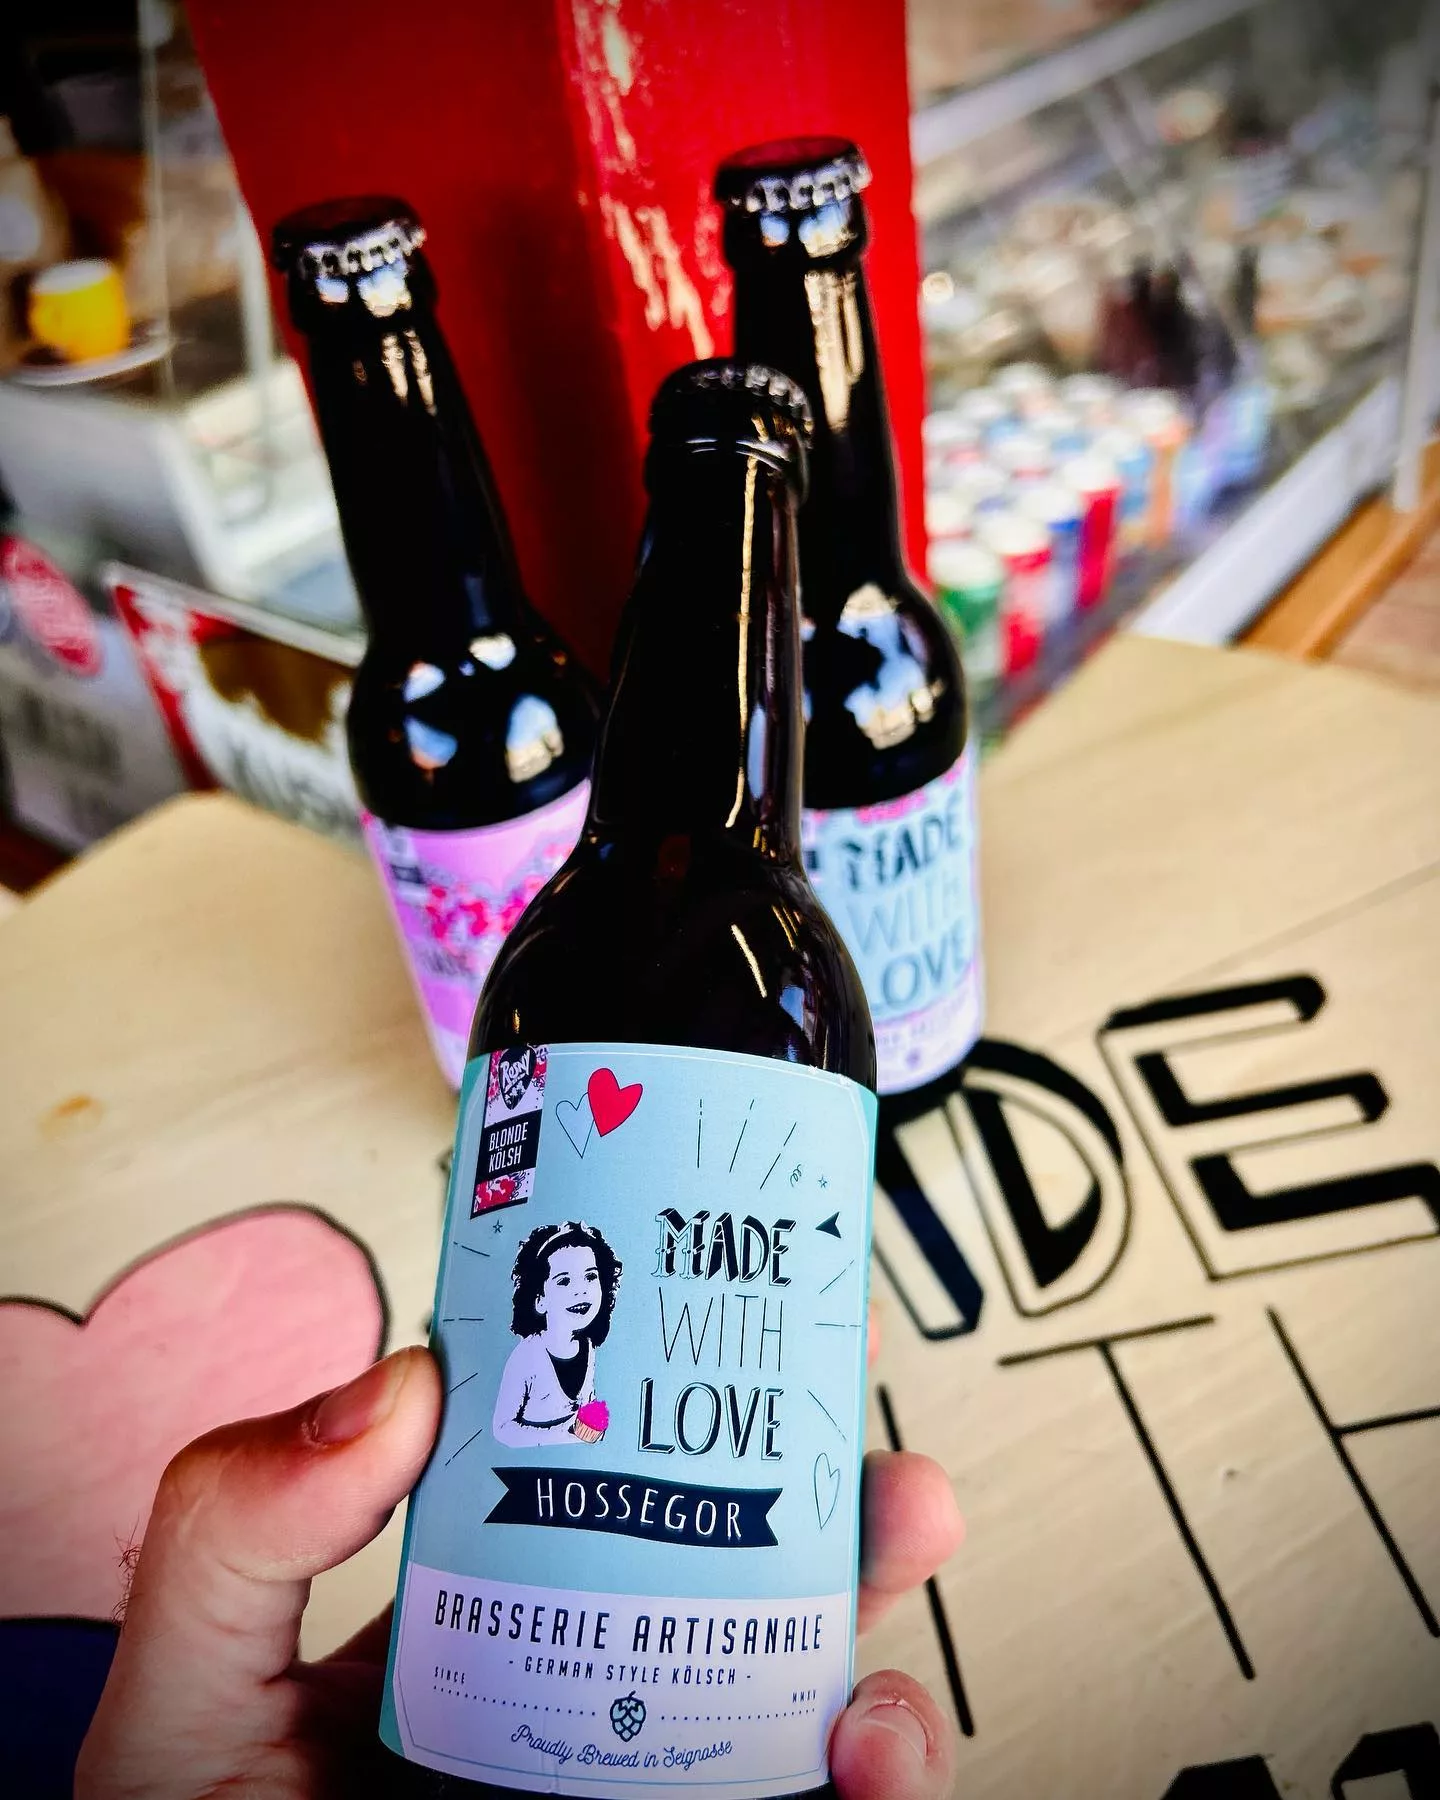 MADE
WITH
LOVE
BLONDE
KÖLSH
MADE
WITH
LOVE
HOSSEGOR
BRASSERIE ARTISANALE
- GERMAN STYLE KÖLSCH -
SINCE MMXV
Proudly Brewed in Seignosse